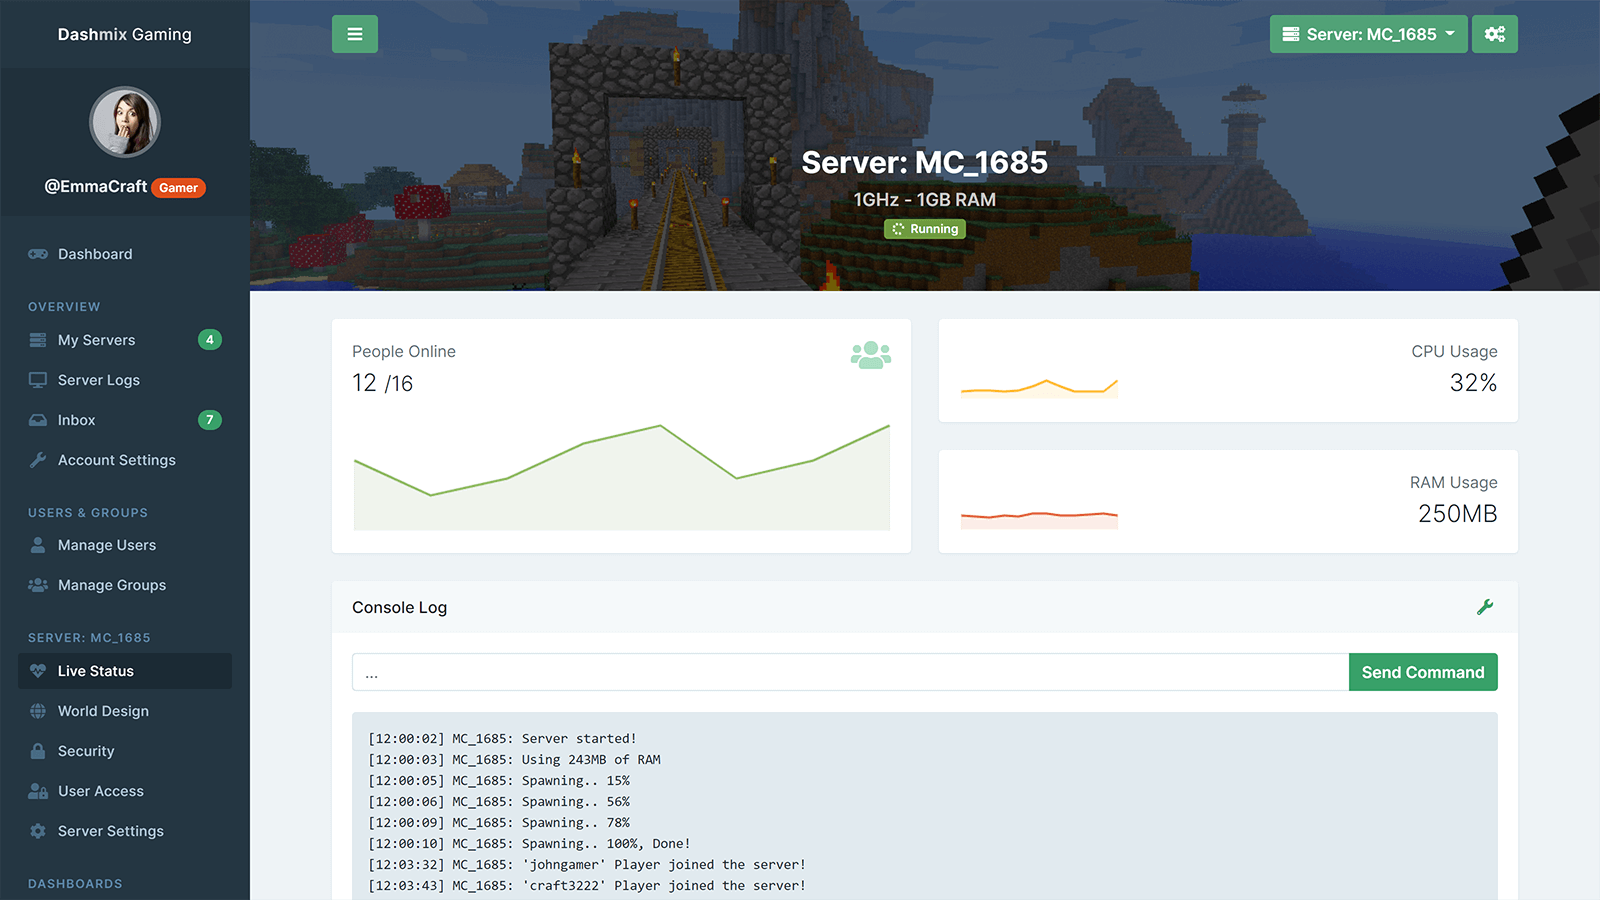 Dashmix Gaming
@EmmaCraft Gamer
Dashboard
OVERVIEW
My Servers 4
Server Logs
Inbox 7
Account Settings
USERS & GROUPS
Manage Users
Manage Groups
SERVER: MC_1685
Live Status
World Design
Security
User Access
Server Settings
DASHBOARDS
Server: MC_1685
Server: MC_1685
1GHz - 1GB RAM
Running
People Online
12 /16
CPU Usage
32%
RAM Usage
250MB
Console Log
...
Send Command
[12:00:02] MC_1685: Server started!
[12:00:03] MC_1685: Using 243MB of RAM
[12:00:05] MC_1685: Spawning.. 15%
[12:00:06] MC_1685: Spawning.. 56%
[12:00:09] MC_1685: Spawning.. 78%
[12:00:10] MC_1685: Spawning.. 100%, Done!
[12:03:32] MC_1685: 'johngamer' Player joined the server!
[12:03:43] MC_1685: 'craft3222' Player joined the server!